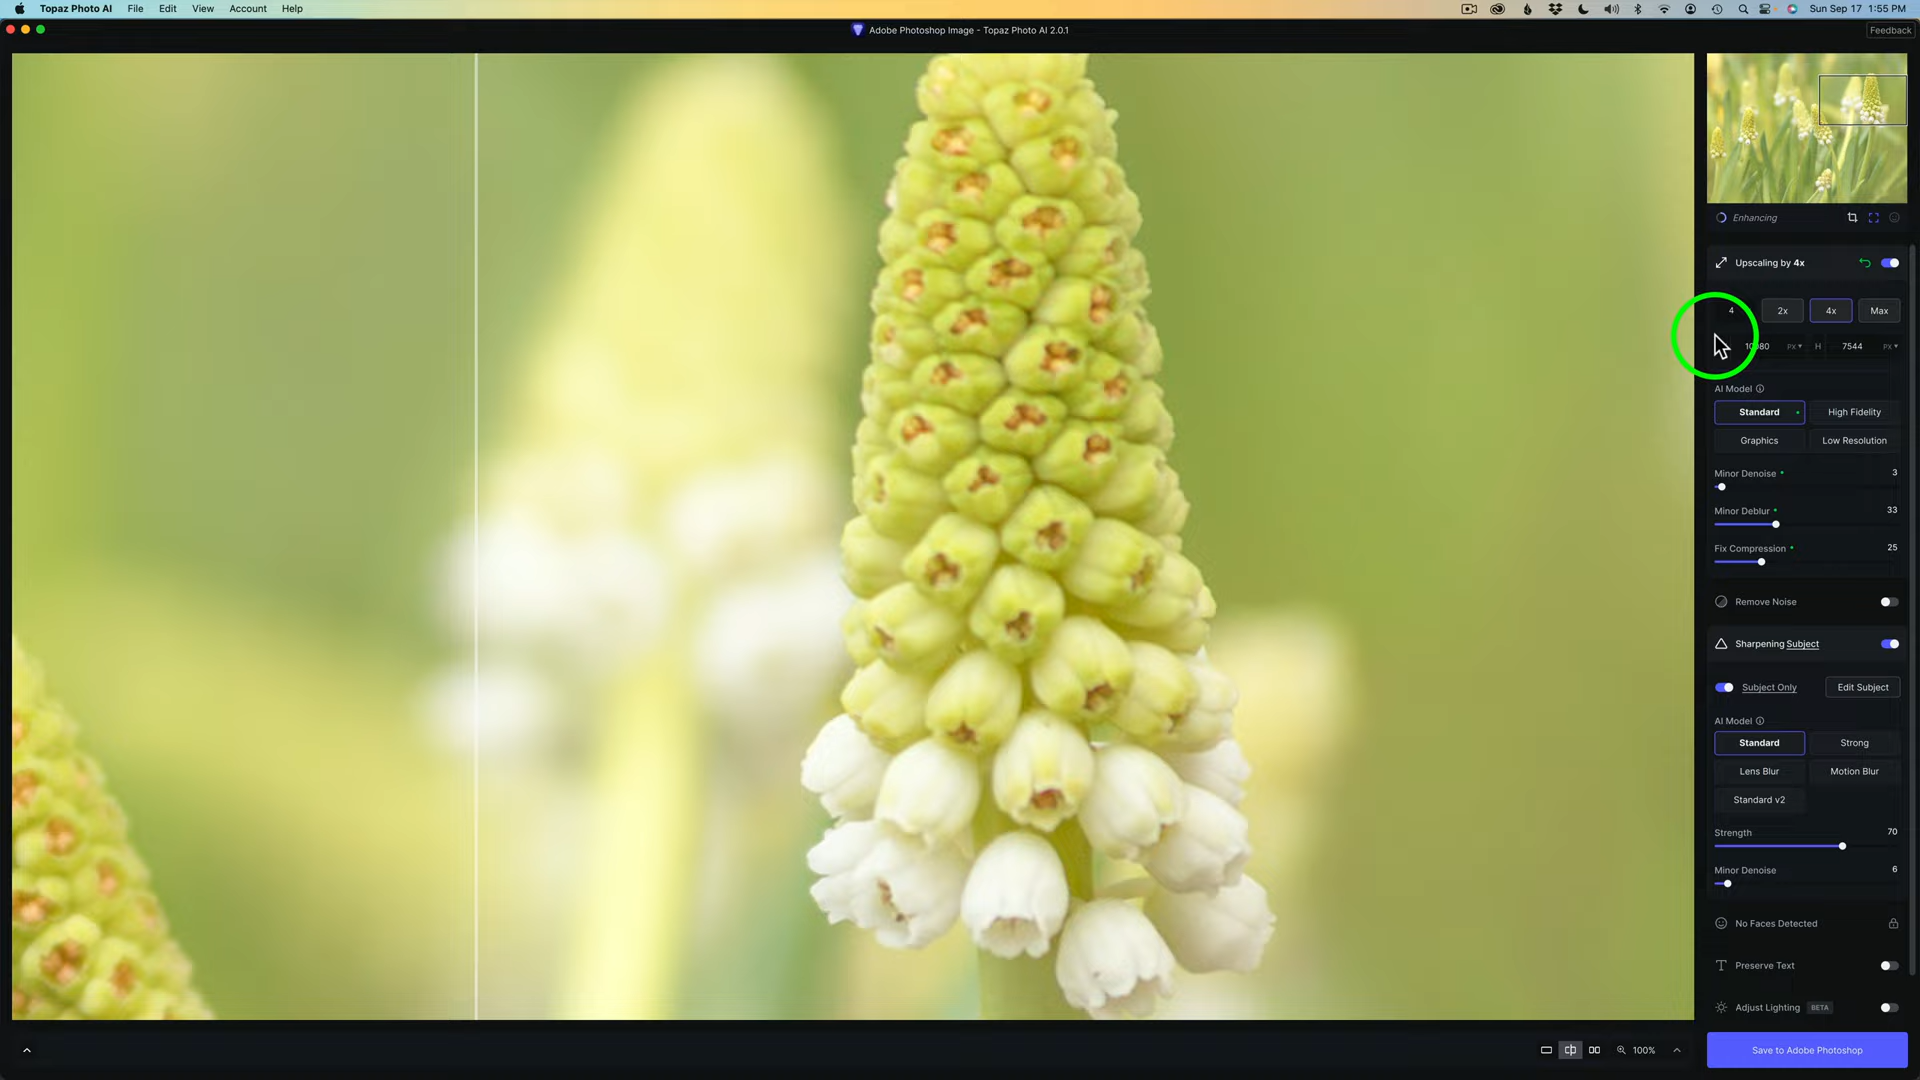 Topaz Photo AI File Edit View Account Help Sun Sep 17 1:55 PM
Adobe Photoshop Image - Topaz Photo AI 2.0.1 Feedback
Enhancing
Upscaling by 4x
4 2x 4x Max
px H 7544 px
AI Model
Standard High Fidelity
Graphics Low Resolution
Minor Denoise 3
Minor Deblur 33
Fix Compression 25
Remove Noise
Sharpening Subject
Subject Only Edit Subject
AI Model
Standard Strong
Lens Blur Motion Blur
Standard v2
Strength 70
Minor Denoise 6
No Faces Detected
Preserve Text
Adjust Lighting BETA
100% Save to Adobe Photoshop